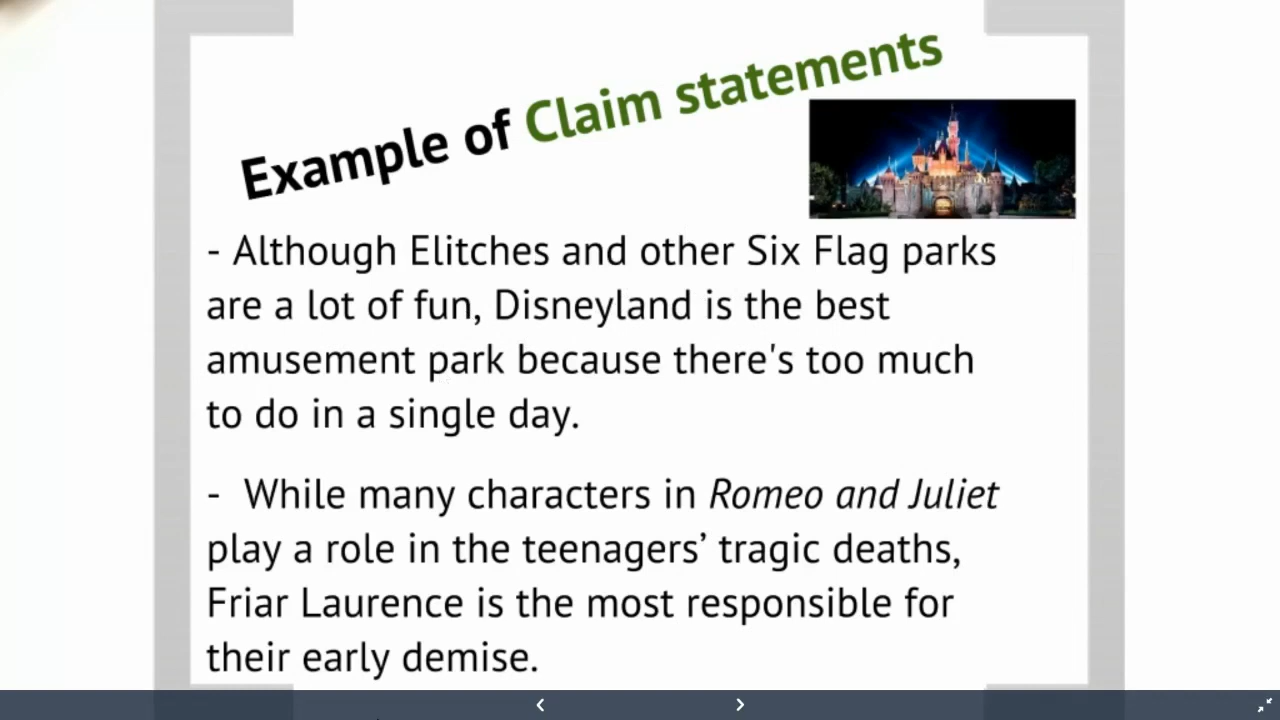 Example of Claim statements
- Although Elitches and other Six Flag parks
are a lot of fun, Disneyland is the best
amusement park because there's too much
to do in a single day.
- While many characters in Romeo and Juliet
play a role in the teenagers’ tragic deaths,
Friar Laurence is the most responsible for
their early demise.